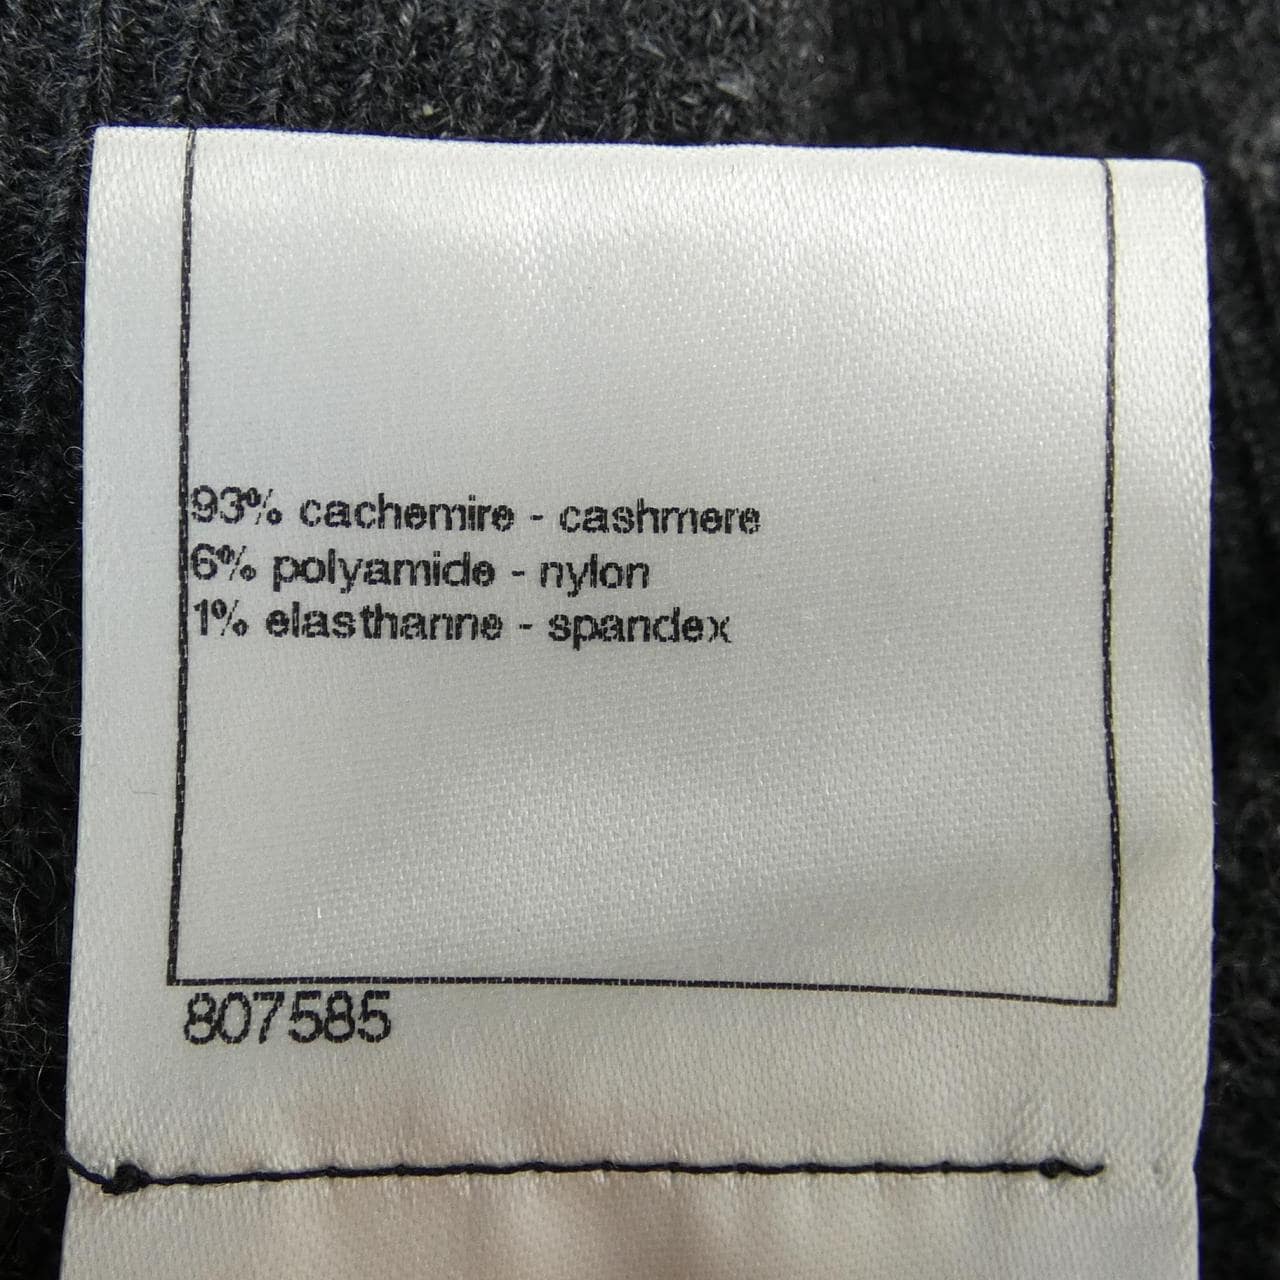 93% cachemire - cashmere
6% polyamide - nylon
1% elasthanne - spandex
807585